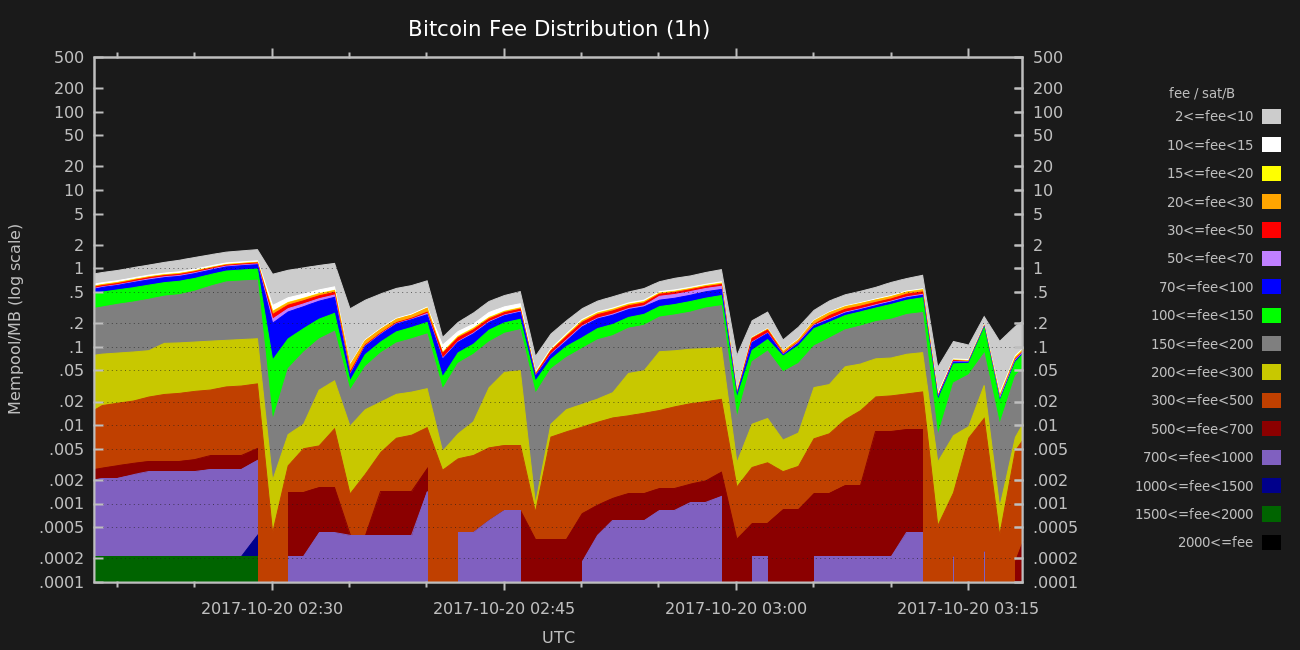 Bitcoin Fee Distribution (1h)
Mempool/MB (log scale)
500
200
100
50
20
10
5
2
1
.5
.2
.1
.05
.02
.01
.005
.002
.001
.0005
.0002
.0001
500
200
100
50
20
10
5
2
1
.5
.2
.1
.05
.02
.01
.005
.002
.001
.0005
.0002
.0001
2017-10-20 02:30
2017-10-20 02:45
2017-10-20 03:00
2017-10-20 03:15
UTC
fee / sat/B
2<=fee<10
10<=fee<15
15<=fee<20
20<=fee<30
30<=fee<50
50<=fee<70
70<=fee<100
100<=fee<150
150<=fee<200
200<=fee<300
300<=fee<500
500<=fee<700
700<=fee<1000
1000<=fee<1500
1500<=fee<2000
2000<=fee